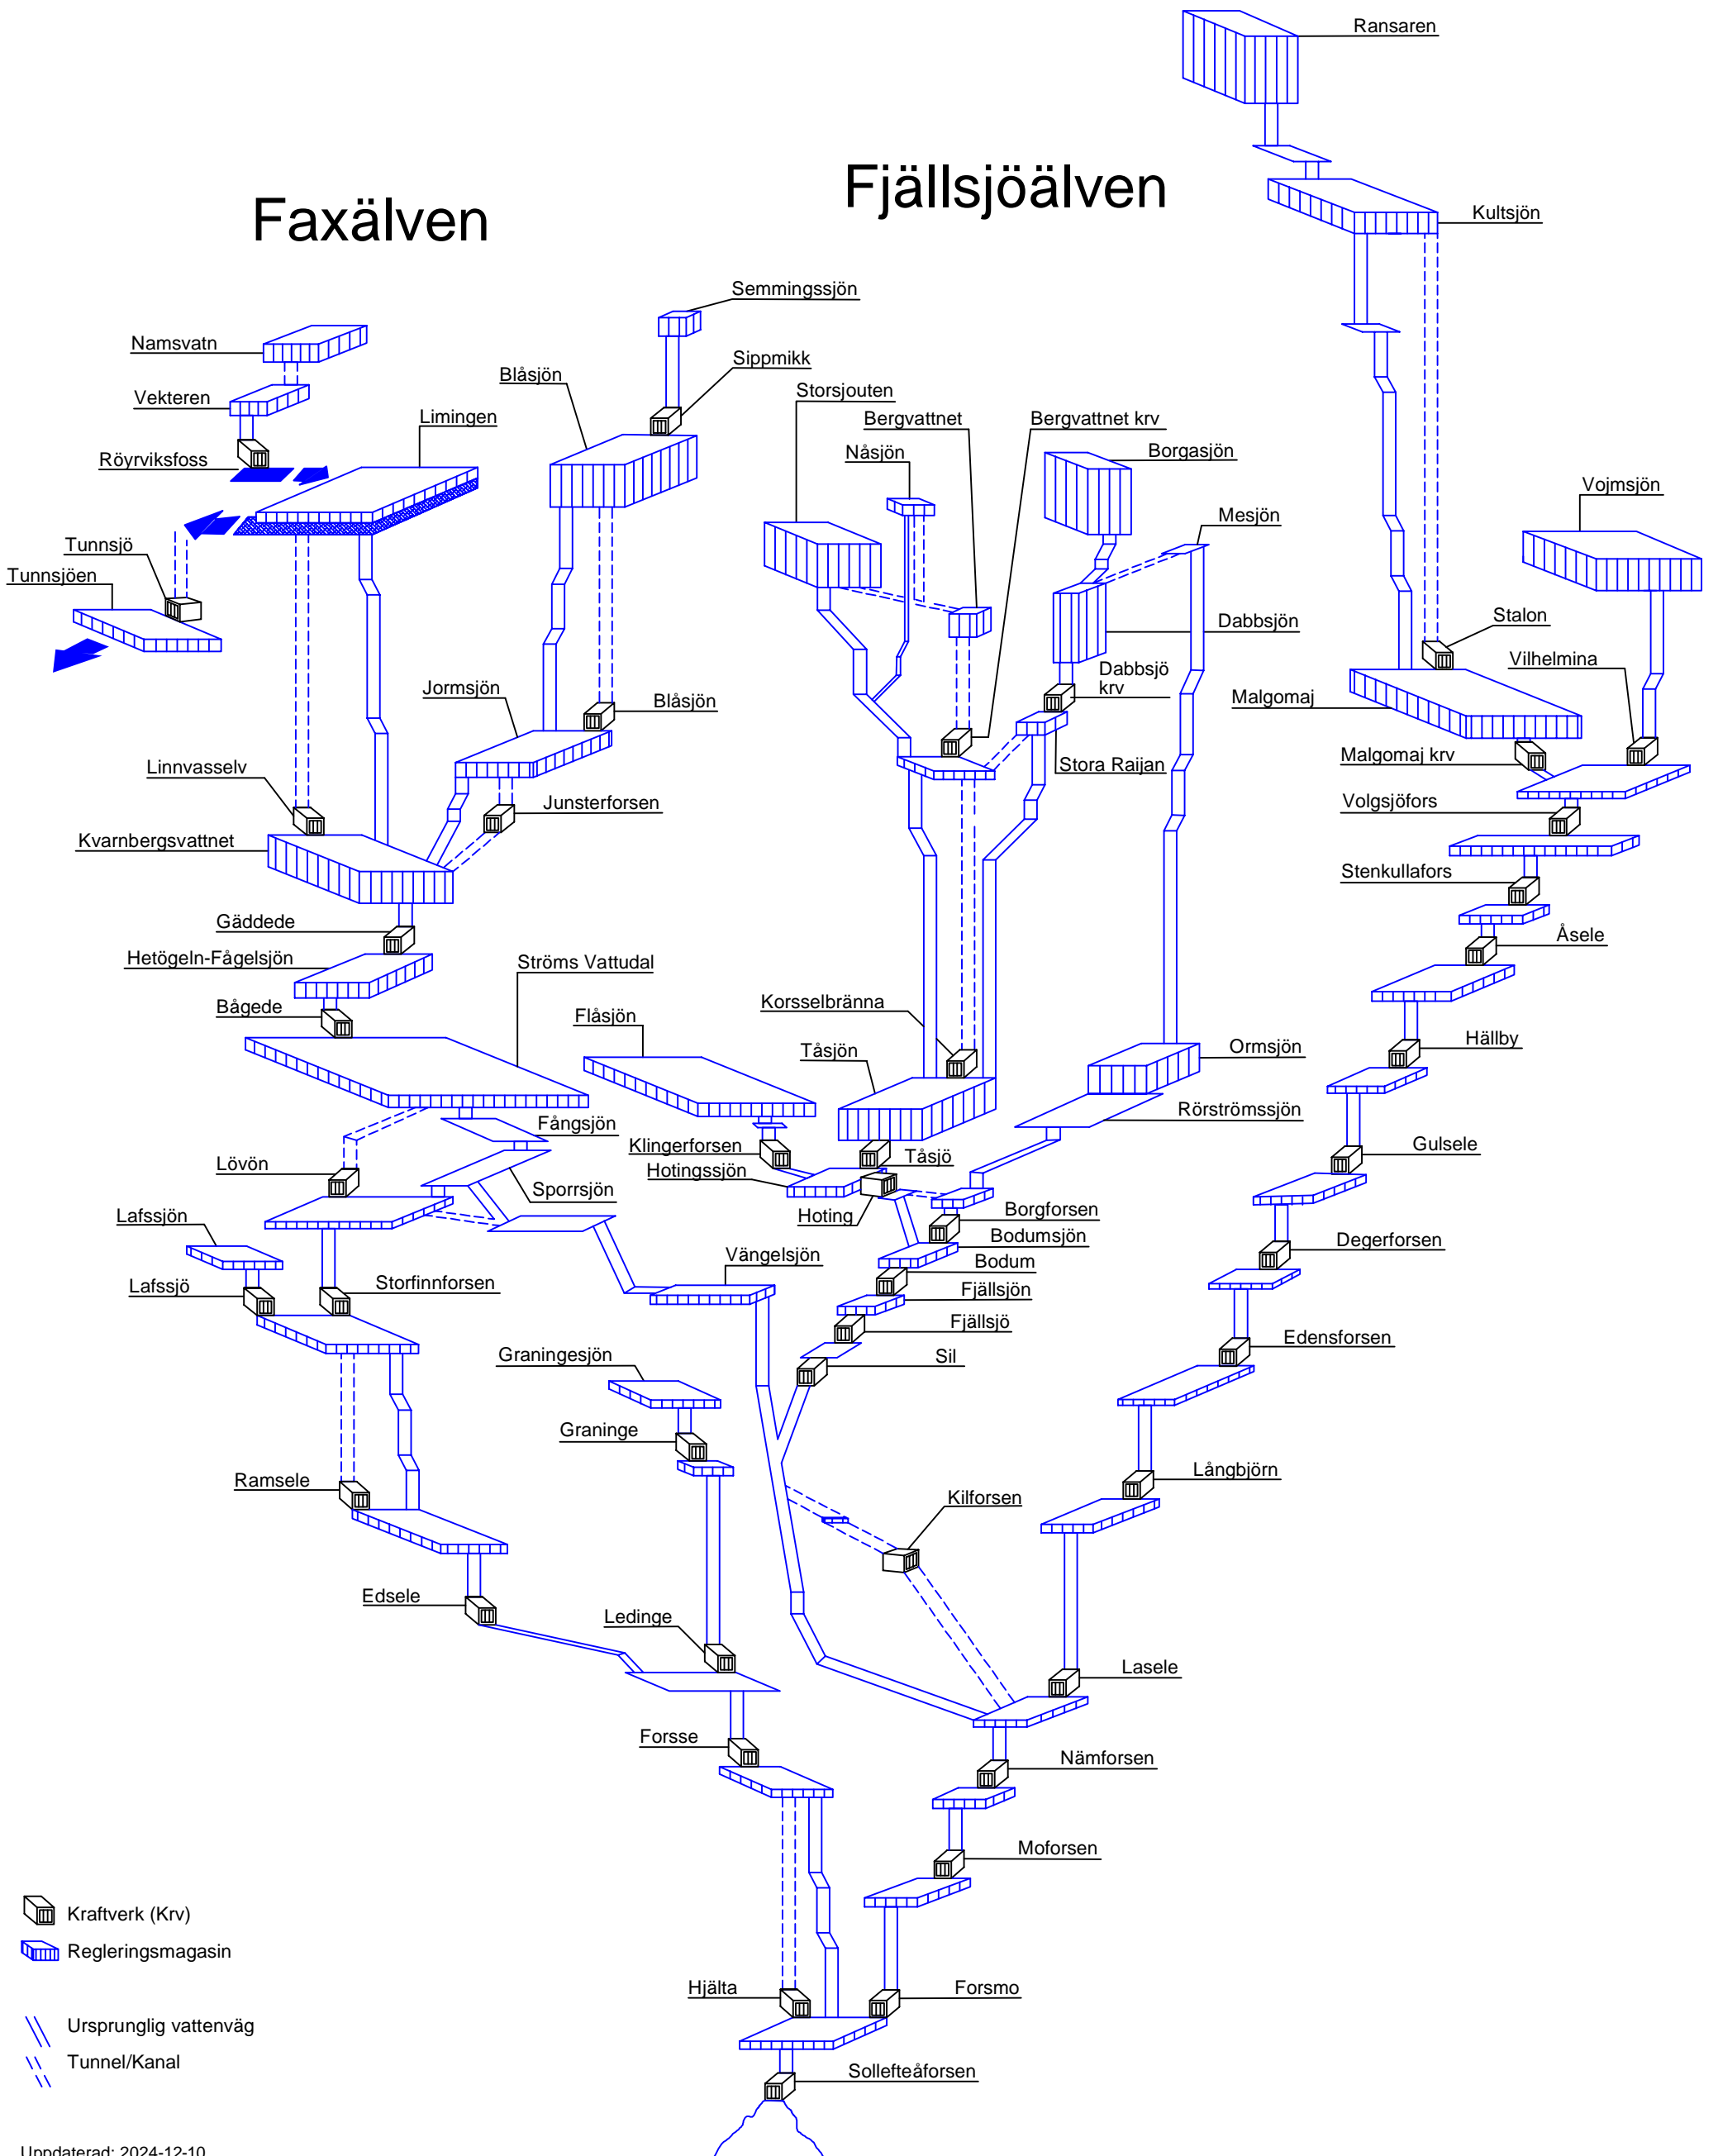 Ransaren
Fjällsjöälven
Faxälven
Kultsjön
Semmingssjön
Namsvatn
Sippmikk
Blåsjön
Storsjouten
Vekteren
Limingen
Bergvattnet
Bergvattnet krv
Röyrviksfoss
Nåsjön
Borgasjön
Vojmsjön
Mesjön
Tunnsjö
Tunnsjöen
Stalon
Dabbsjön
Vilhelmina
Dabbsjö
krv
Jormsjön
Blåsjön
Malgomaj
Malgomaj krv
Linnvasselv
Stora Raijan
Junsterforsen
Volgsjöfors
Kvarnbergsvattnet
Stenkullafors
Gäddede
Åsele
Hetögeln-Fågelsjön
Ströms Vattudal
Korsselbränna
Bågede
Flåsjön
Tåsjön
Ormsjön
Hällby
Fångsjön
Rörströmssjön
Klingerforsen
Tåsjö
Gulsele
Lövön
Hotingssjön
Sporrsjön
Lafssjön
Hoting
Borgforsen
Bodumsjön
Degerforsen
Vängelsjön
Bodum
Lafssjö
Storfinnforsen
Fjällsjön
Fjällsjö
Edensforsen
Graningesjön
Sil
Graninge
Ramsele
Långbjörn
Kilforsen
Edsele
Ledinge
Lasele
Forsse
Nämforsen
Moforsen
Kraftverk (Krv)
Regleringsmagasin
Hjälta
Forsmo
Ursprunglig vattenväg
Tunnel/Kanal
Sollefteåforsen
Uppdaterad: 2024-12-10